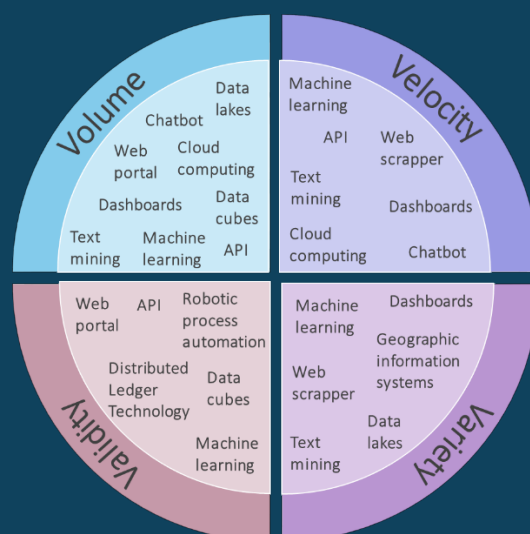 Volume
Data
lakes
Chatbot
Web
portal
Cloud
computing
Dashboards
Data
cubes
Text
mining
Machine
learning
API
Velocity
Machine
learning
API
Web
scrapper
Text
mining
Dashboards
Cloud
computing
Chatbot
Validity
Web
portal
API
Robotic
process
automation
Distributed
Ledger
Technology
Data
cubes
Machine
learning
Variety
Machine
learning
Dashboards
Geographic
information
systems
Web
scrapper
Data
lakes
Text
mining